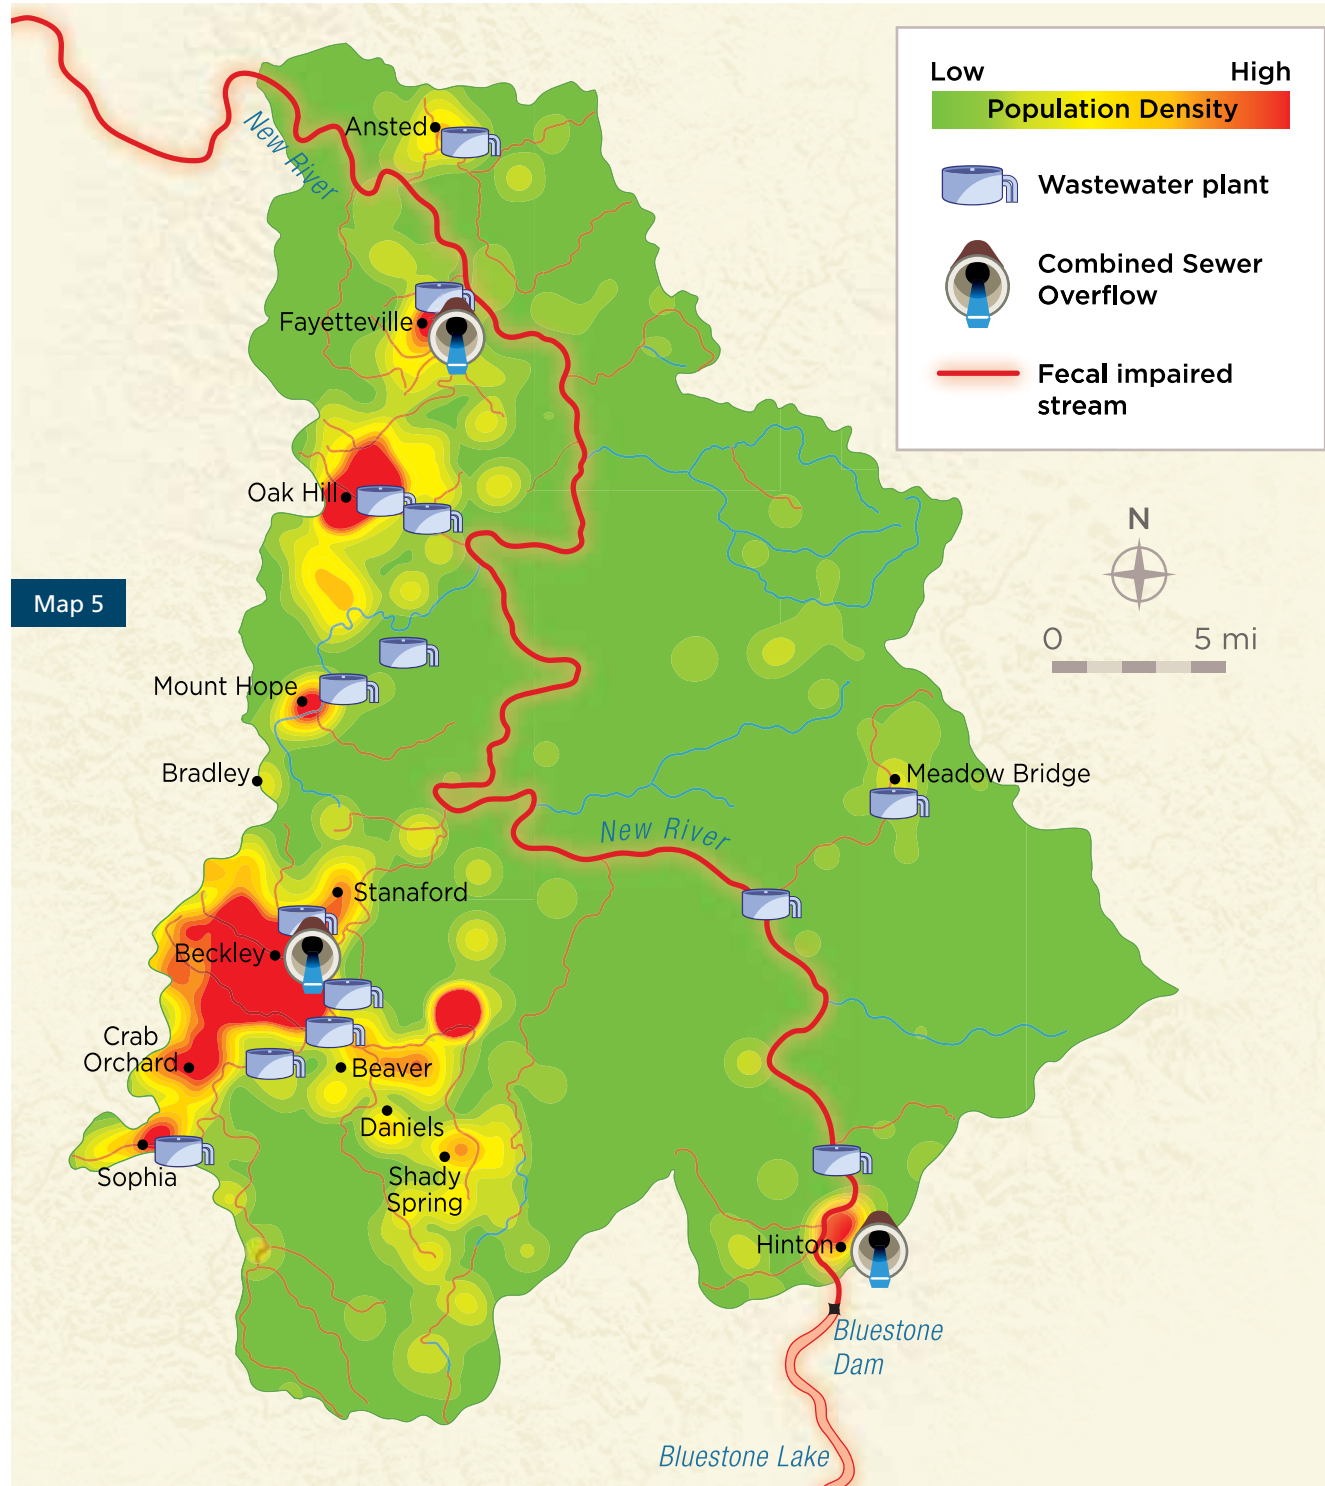 Low High
Population Density
Wastewater plant
Combined Sewer
Overflow
Fecal impaired
stream
New River
Ansted
Fayetteville
Oak Hill
N
0 5 mi
Map 5
Mount Hope
Bradley
Meadow Bridge
New River
Stanaford
Beckley
Crab
Orchard
Beaver
Daniels
Shady
Spring
Sophia
Hinton
Bluestone
Dam
Bluestone Lake